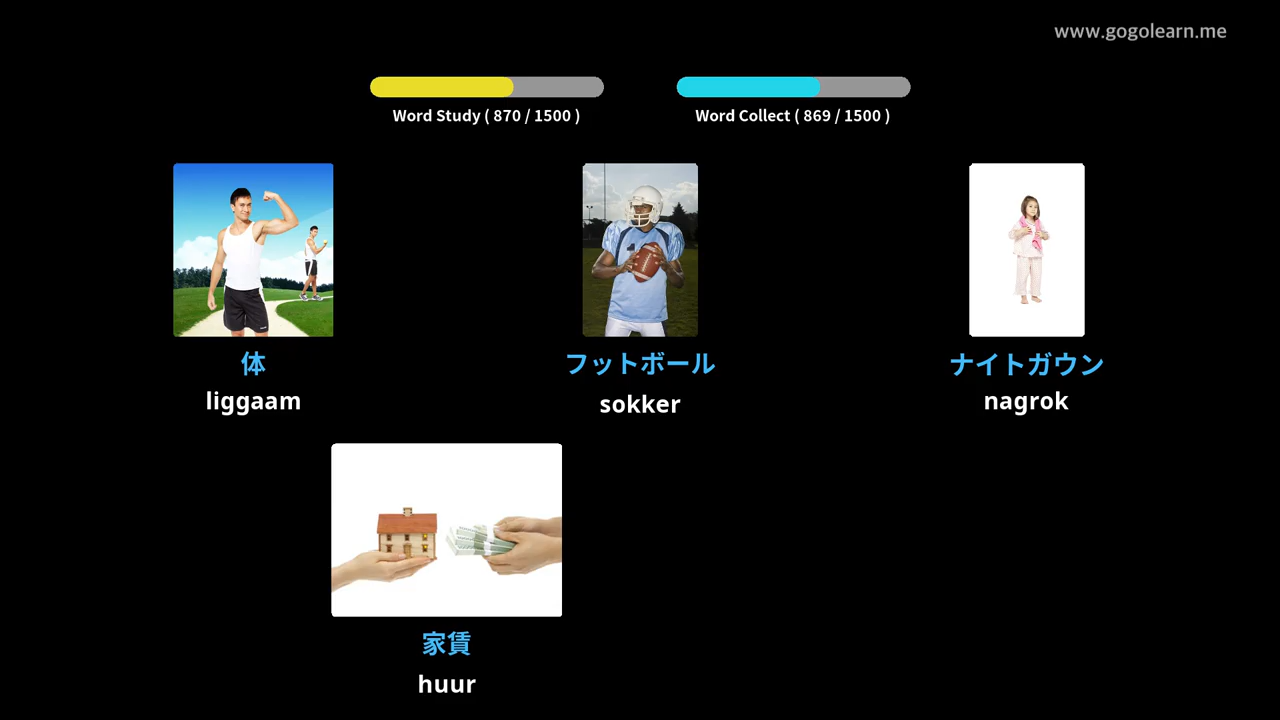 www.gogolearn.me
Word Study ( 870 / 1500 )
Word Collect ( 869 / 1500 )
体
liggaam
フットボール
sokker
ナイトガウン
nagrok
家賃
huur